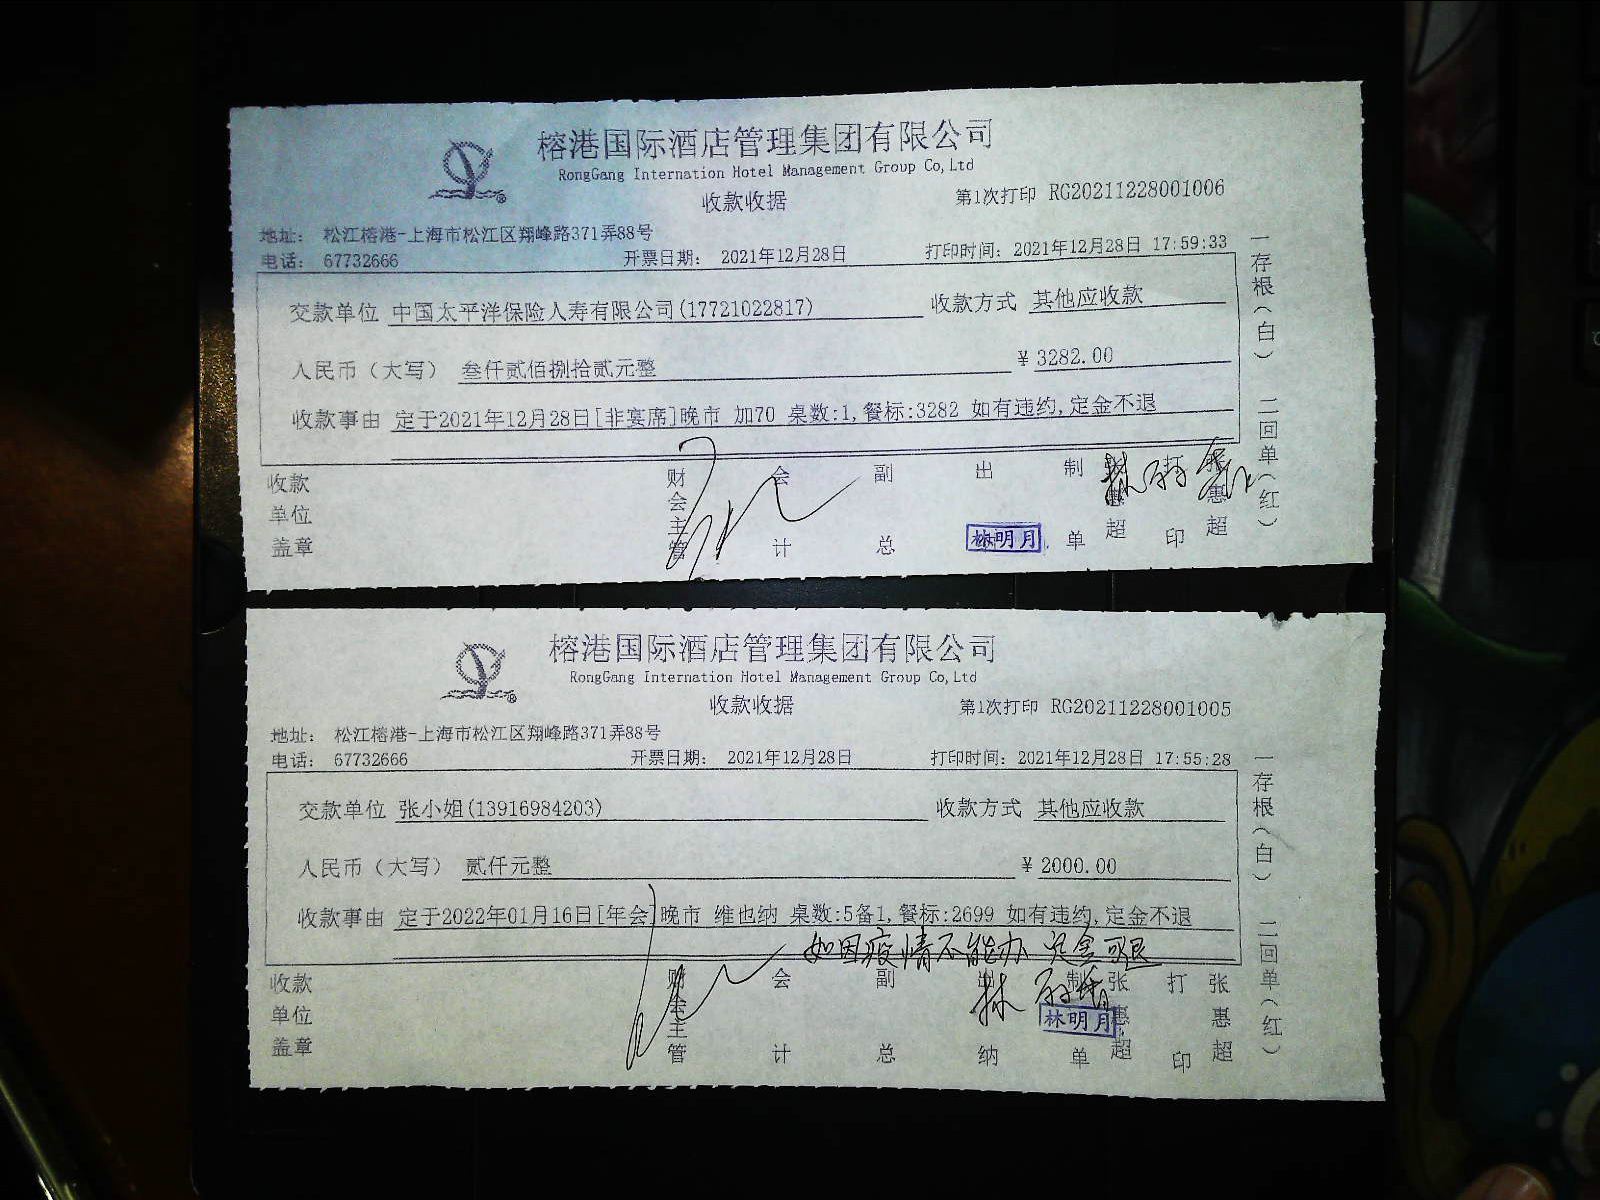 榕港国际酒店管理集团有限公司
RongGang Internation Hotel Management Group Co,Ltd
收款收据
第1次打印 RG20211228001006
地址: 松江榕港-上海市松江区翔峰路371弄88号
电话: 67732666 开票日期: 2021年12月28日 打印时间: 2021年12月28日 17:59:33
交款单位 中国太平洋保险人寿有限公司(17721022817) 收款方式 其他应收款
人民币（大写） 叁仟贰佰捌拾贰元整 ¥3282.00
收款事由 定于2021年12月28日[非宴席]晚市 加70 桌数:1,餐标:3282 如有违约,定金不退
收款单位盖章 财会主管 会计 副总 出纳 林明月 制单 张惠超 打印 张惠超
一存根(白) 二回单(红)
榕港国际酒店管理集团有限公司
RongGang Internation Hotel Management Group Co,Ltd
收款收据
第1次打印 RG20211228001005
地址: 松江榕港-上海市松江区翔峰路371弄88号
电话: 67732666 开票日期: 2021年12月28日 打印时间: 2021年12月28日 17:55:28
交款单位 张小姐(13916984203) 收款方式 其他应收款
人民币（大写） 贰仟元整 ¥2000.00
收款事由 定于2022年01月16日[年会]晚市 维也纳 桌数:5备1,餐标:2699 如有违约,定金不退
如因疫情不能办 定金可退
收款单位盖章 财会主管 会计 副总 出纳 制单 张惠超 打印 张惠超
林明月
一存根(白) 二回单(红)